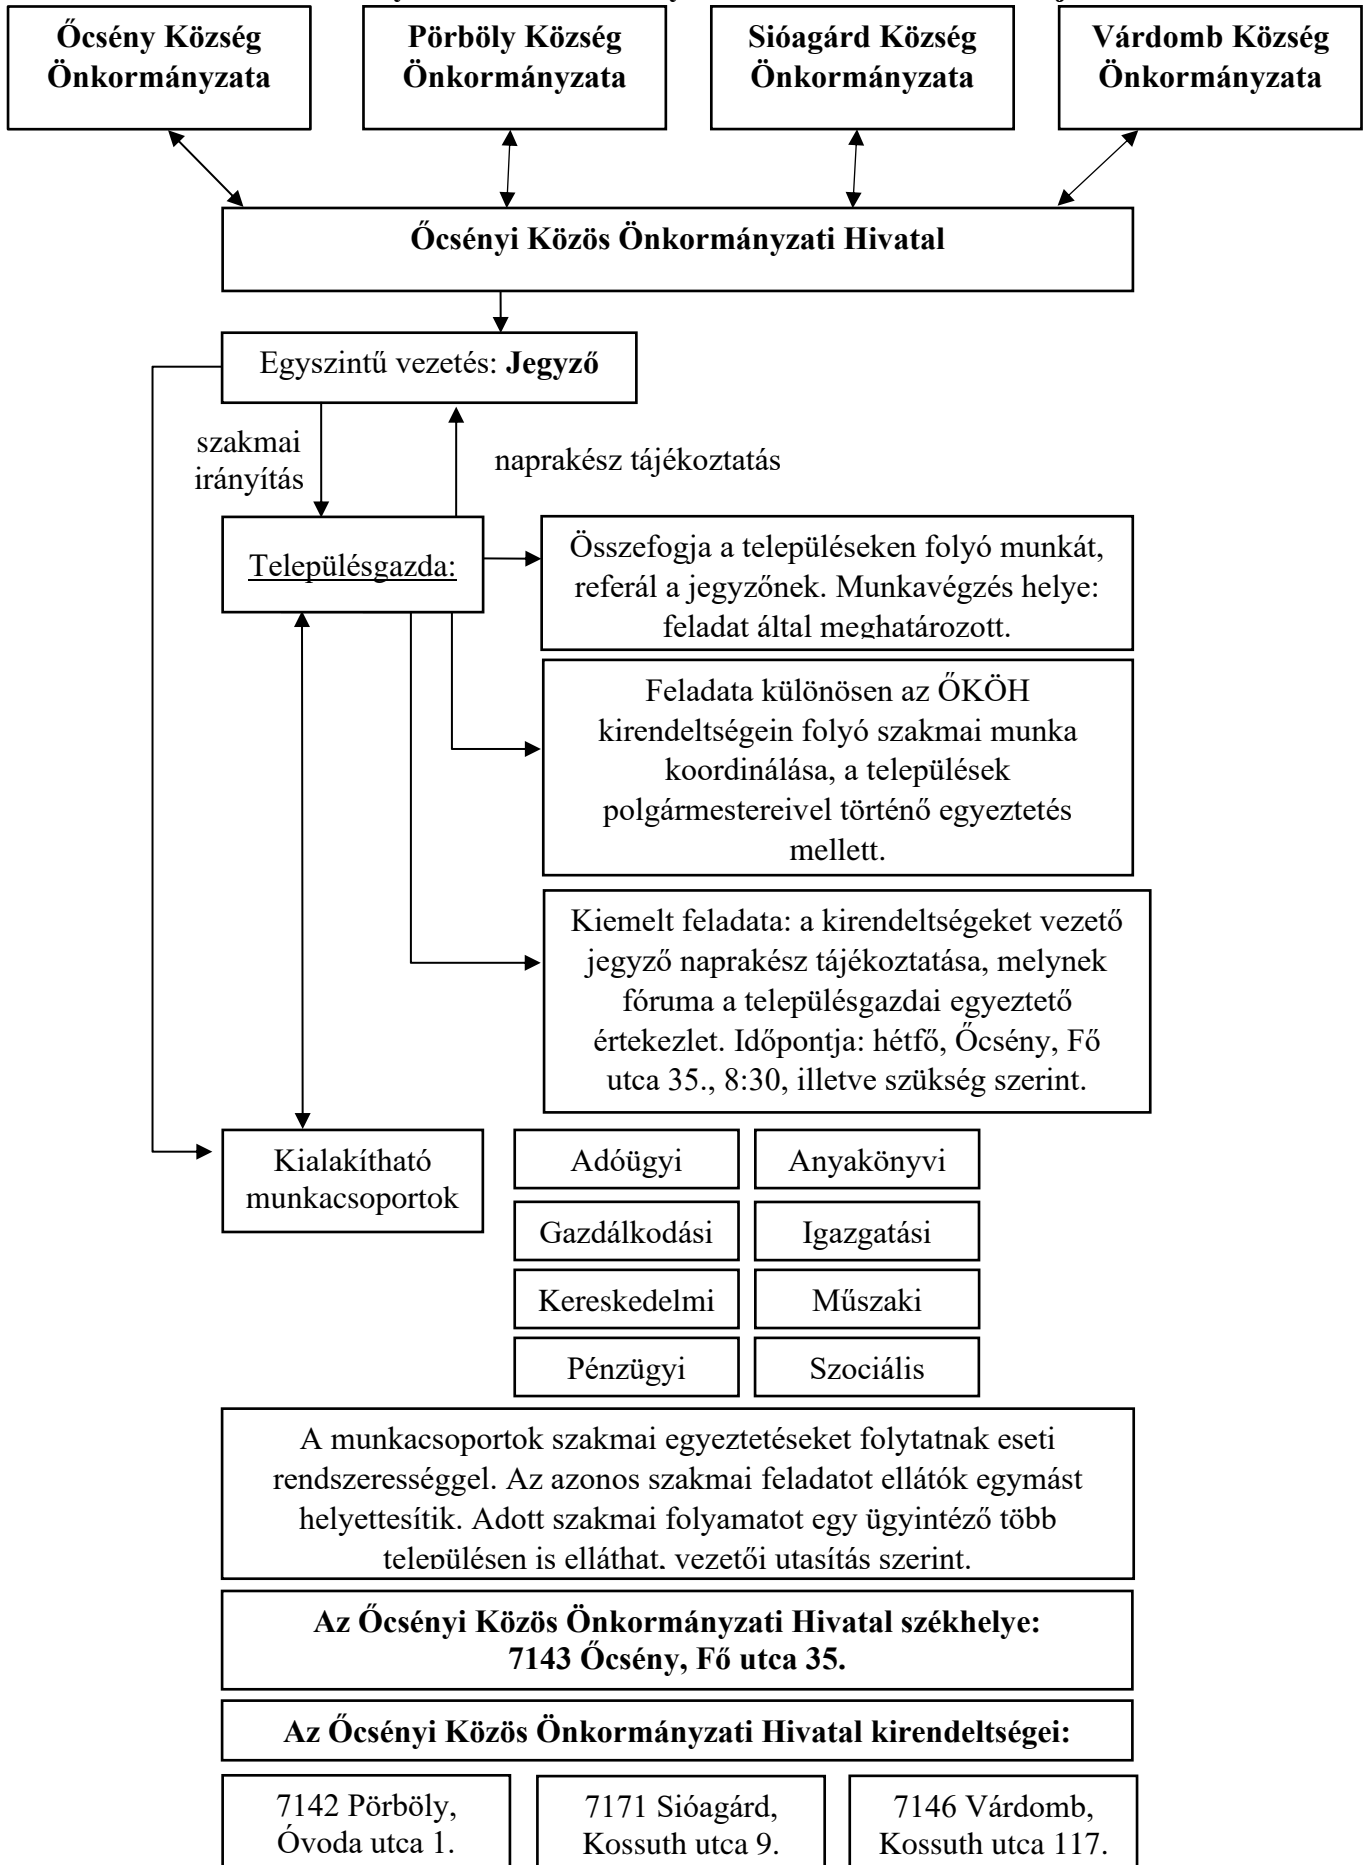 Őcsény Község
Önkormányzata
Pörböly Község
Önkormányzata
Sióagárd Község
Önkormányzata
Várdomb Község
Önkormányzata
Őcsényi Közös Önkormányzati Hivatal
Egyszintű vezetés: Jegyző
szakmai
irányítás
naprakész tájékoztatás
Településgazda:
Összefogja a településeken folyó munkát,
referál a jegyzőnek. Munkavégzés helye:
feladat által meghatározott.
Feladata különösen az ŐKÖH
kirendeltségein folyó szakmai munka
koordinálása, a települések
polgármestereivel történő egyeztetés
mellett.
Kiemelt feladata: a kirendeltségeket vezető
jegyző naprakész tájékoztatása, melynek
fóruma a településgazdai egyeztető
értekezlet. Időpontja: hétfő, Őcsény, Fő
utca 35., 8:30, illetve szükség szerint.
Kialakítható
munkacsoportok
Adóügyi
Anyakönyvi
Gazdálkodási
Igazgatási
Kereskedelmi
Műszaki
Pénzügyi
Szociális
A munkacsoportok szakmai egyeztetéseket folytatnak eseti
rendszerességgel. Az azonos szakmai feladatot ellátók egymást
helyettesítik. Adott szakmai folyamatot egy ügyintéző több
településen is elláthat, vezetői utasítás szerint.
Az Őcsényi Közös Önkormányzati Hivatal székhelye:
7143 Őcsény, Fő utca 35.
Az Őcsényi Közös Önkormányzati Hivatal kirendeltségei:
7142 Pörböly,
Óvoda utca 1.
7171 Sióagárd,
Kossuth utca 9.
7146 Várdomb,
Kossuth utca 117.